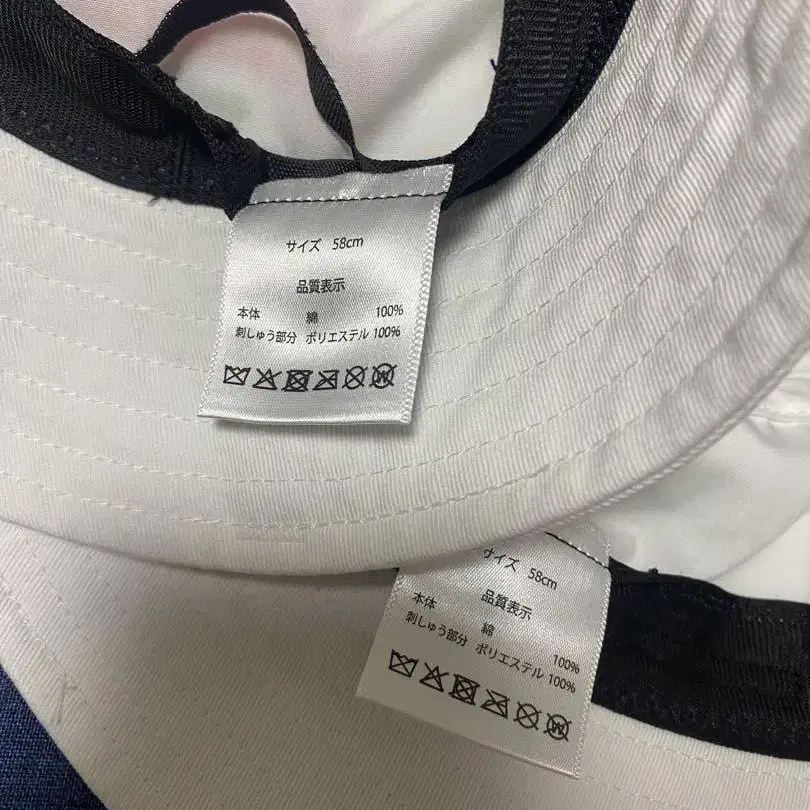 サイズ 58cm
品質表示
本体 綿 100%
刺しゅう部分 ポリエステル 100%
サイズ 58cm
品質表示
本体 綿 100%
刺しゅう部分 ポリエステル 100%